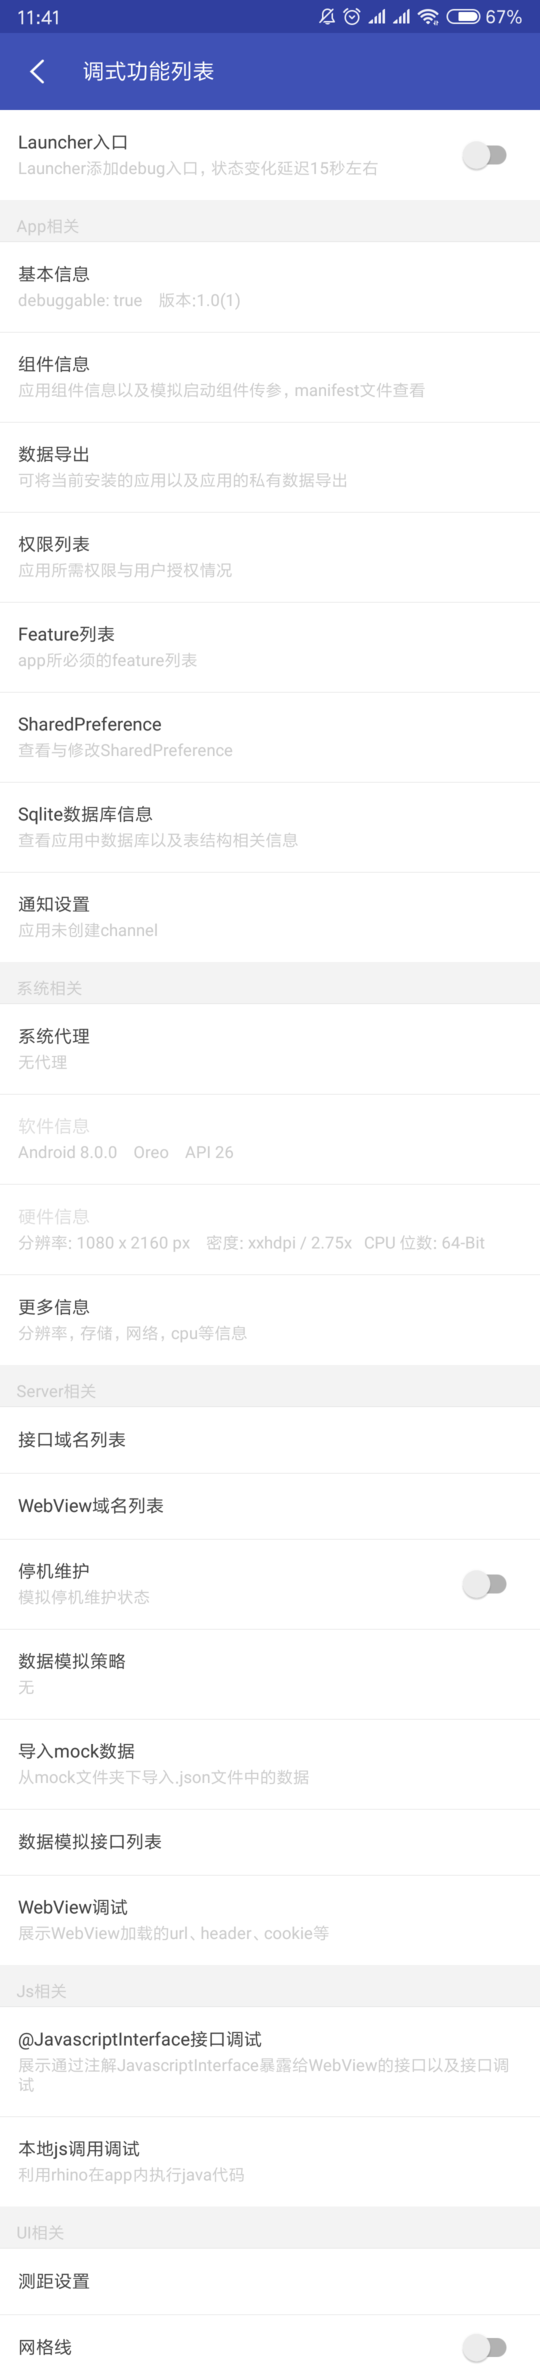 11:41
67%
调式功能列表
Launcher入口
Launcher添加debug入口, 状态变化延迟15秒左右
App相关
基本信息
debuggable: true 版本:1.0(1)
组件信息
应用组件信息以及模拟启动组件传参, manifest文件查看
数据导出
可将当前安装的应用以及应用的私有数据导出
权限列表
应用所需权限与用户授权情况
Feature列表
app所必须的feature列表
SharedPreference
查看与修改SharedPreference
Sqlite数据库信息
查看应用中数据库以及表结构相关信息
通知设置
应用未创建channel
系统相关
系统代理
无代理
软件信息
Android 8.0.0 Oreo API 26
硬件信息
分辨率: 1080 x 2160 px 密度: xxhdpi / 2.75x CPU 位数: 64-Bit
更多信息
分辨率, 存储, 网络, cpu等信息
Server相关
接口域名列表
WebView域名列表
停机维护
模拟停机维护状态
数据模拟策略
无
导入mock数据
从mock文件夹下导入.json文件中的数据
数据模拟接口列表
WebView调试
展示WebView加载的url、header、cookie等
Js相关
@JavascriptInterface接口调试
展示通过注解JavascriptInterface暴露给WebView的接口以及接口调
试
本地js调用调试
利用rhino在app内执行java代码
UI相关
测距设置
网格线